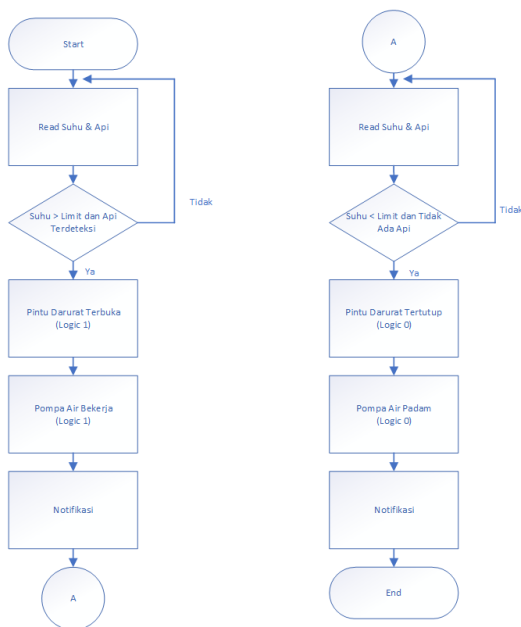 Start
Read Suhu & Api
Suhu > Limit dan Api
Terdeteksi
Tidak
Ya
Pintu Darurat Terbuka
(Logic 1)
Pompa Air Bekerja
(Logic 1)
Notifikasi
A
A
Read Suhu & Api
Suhu < Limit dan Tidak
Ada Api
Tidak
Ya
Pintu Darurat Tertutup
(Logic 0)
Pompa Air Padam
(Logic 0)
Notifikasi
End